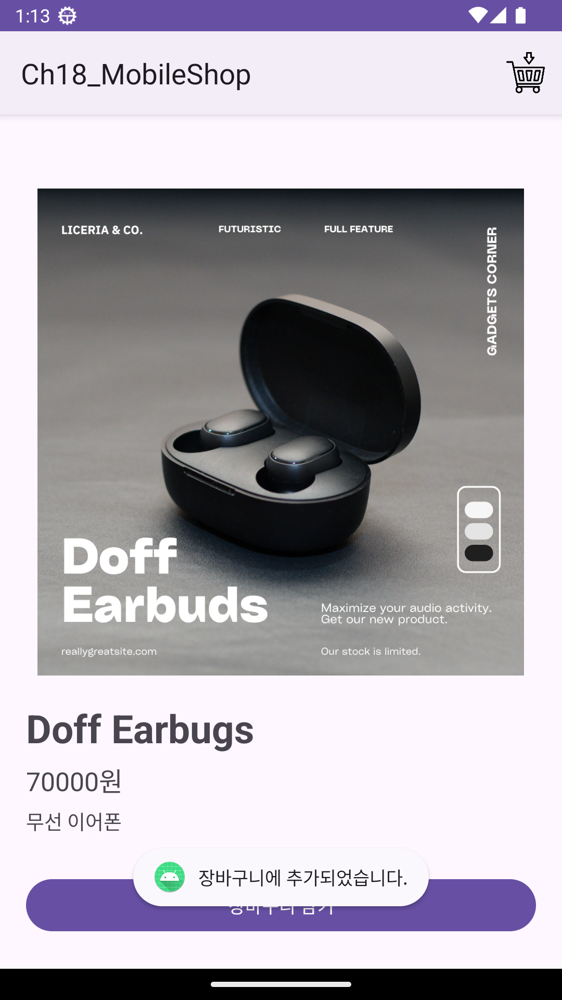 1:13
Ch18_MobileShop
LICERIA & CO.
FUTURISTIC
FULL FEATURE
GADGETS CORNER
Doff
Earbuds
Maximize your audio activity.
Get our new product.
reallygreatsite.com
Our stock is limited.
Doff Earbugs
70000원
무선 이어폰
장바구니에 추가되었습니다.